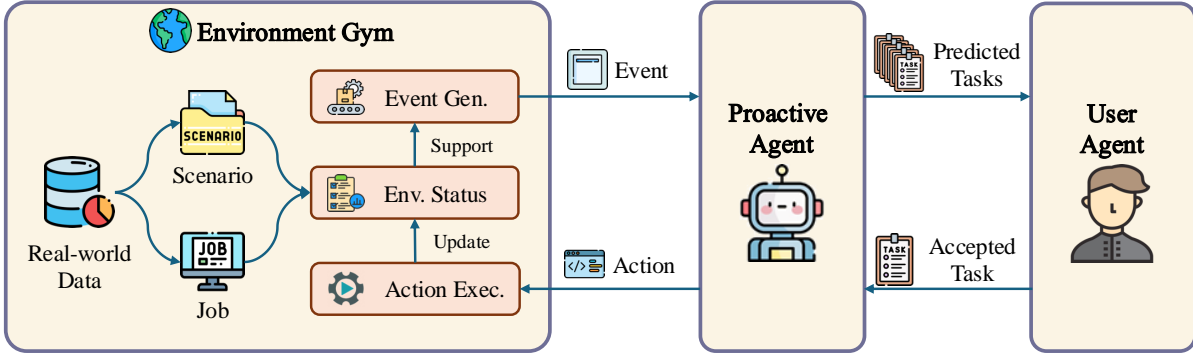 Environment Gym
Event Gen.
Support
SCENARIO
Scenario
Env. Status
Real-world
Data
JOB
Job
Update
Action Exec.
Event
</>
Action
Proactive
Agent
TASK
Predicted
Tasks
TASK
Accepted
Task
User
Agent